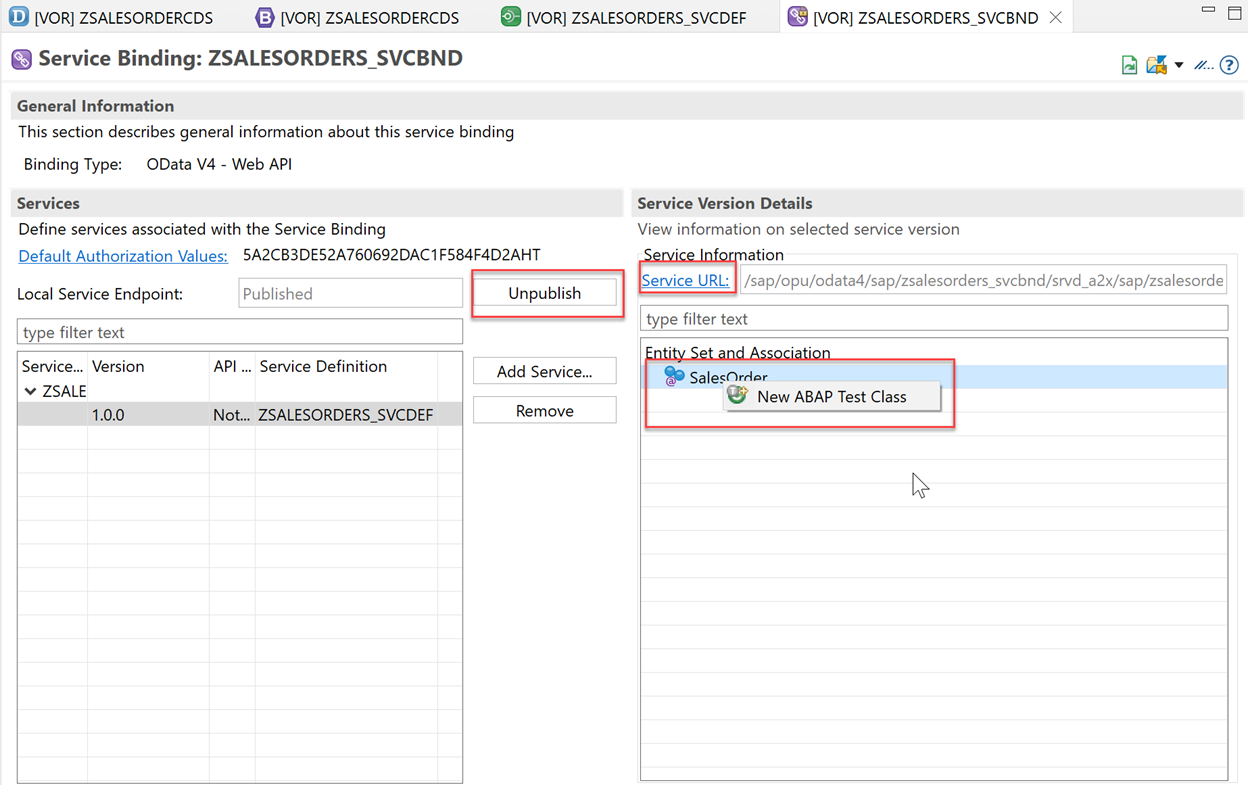 [VOR] ZSALESORDERCDS
[VOR] ZSALESORDERCDS
[VOR] ZSALESORDERS_SVCDEF
[VOR] ZSALESORDERS_SVCBND
Service Binding: ZSALESORDERS_SVCBND
General Information
This section describes general information about this service binding
Binding Type: OData V4 - Web API
Services
Define services associated with the Service Binding
Default Authorization Values: 5A2CB3DE52A760692DAC1F584F4D2AHT
Local Service Endpoint: Published Unpublish
type filter text
Service... Version API ... Service Definition
ZSALE
1.0.0 Not... ZSALESORDERS_SVCDEF
Add Service...
Remove
Service Version Details
View information on selected service version
Service Information
Service URL: /sap/opu/odata4/sap/zsalesorders_svcbnd/srvd_a2x/sap/zsalesorde
type filter text
Entity Set and Association
SalesOrder
New ABAP Test Class